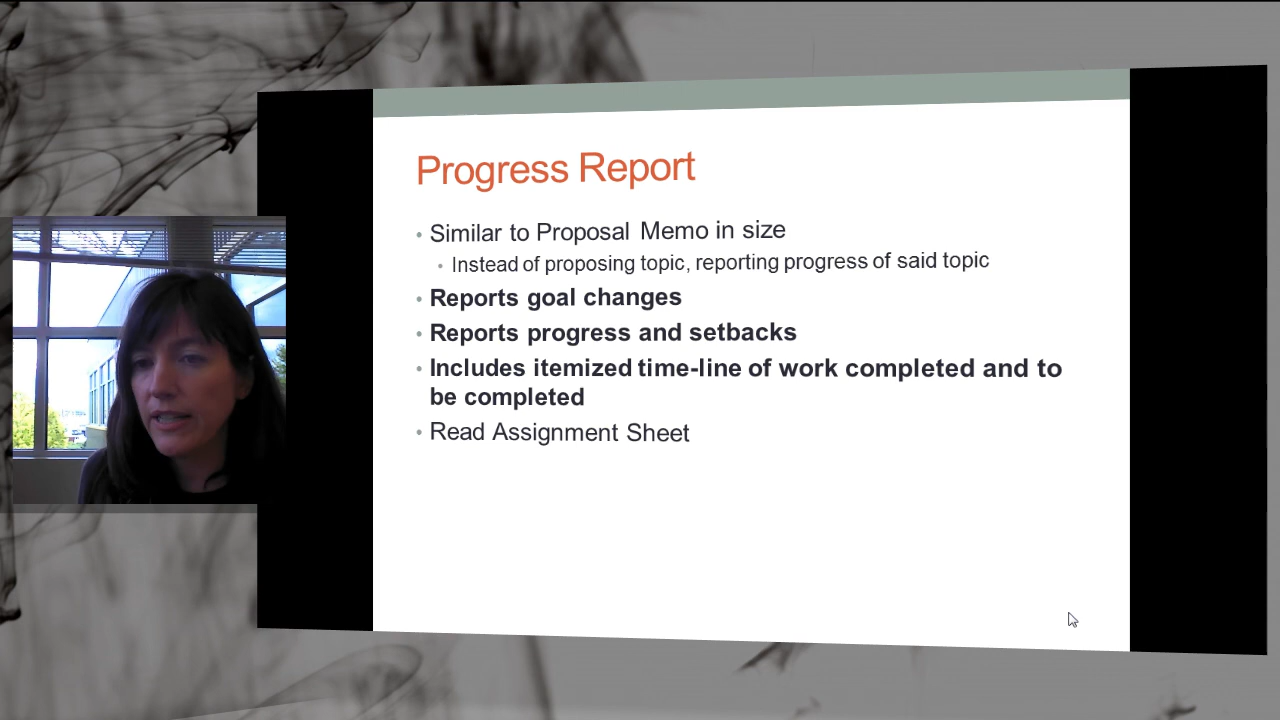 Progress Report
• Similar to Proposal Memo in size
• Instead of proposing topic, reporting progress of said topic
• Reports goal changes
• Reports progress and setbacks
• Includes itemized time-line of work completed and to
be completed
• Read Assignment Sheet